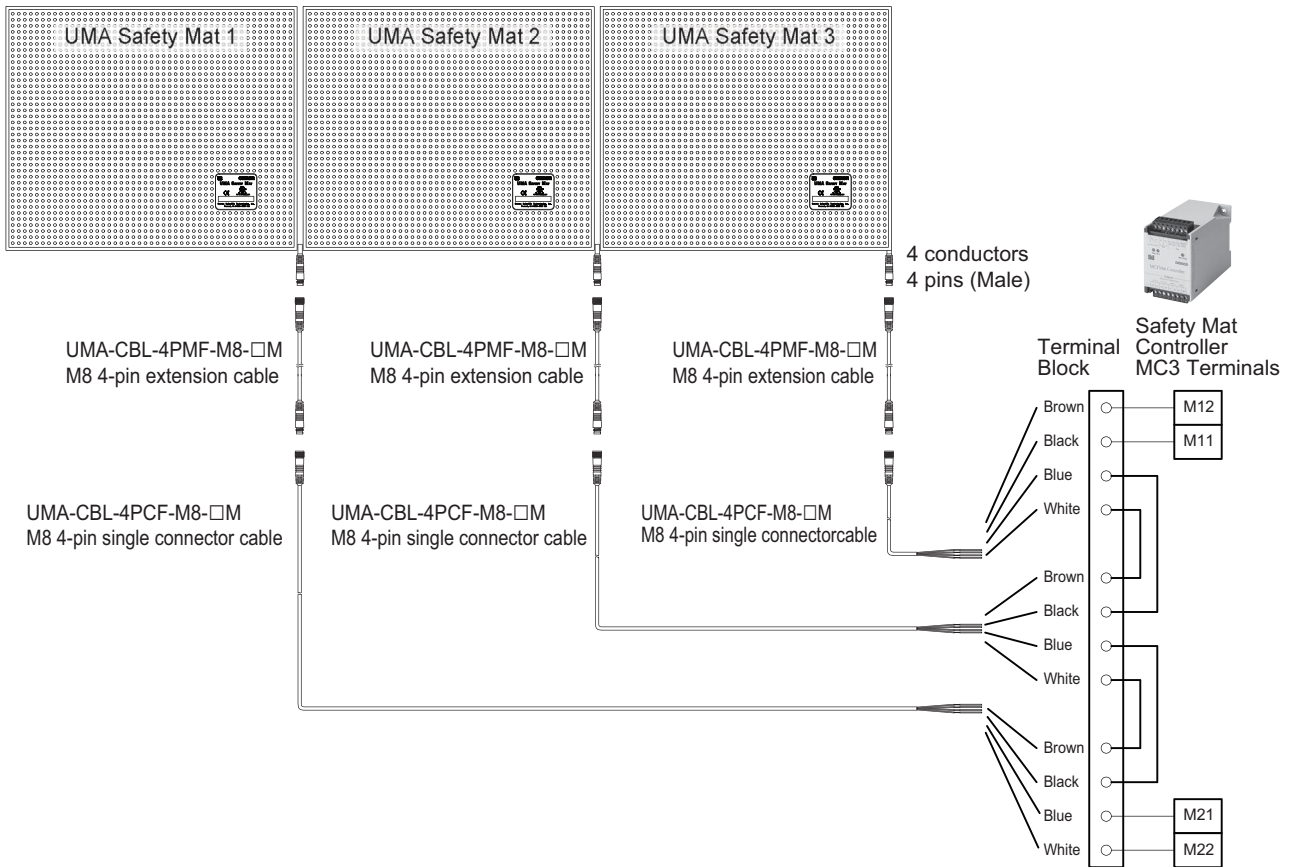 UMA Safety Mat 1
UMA Safety Mat 2
UMA Safety Mat 3
4 conductors
4 pins (Male)
UMA-CBL-4PMF-M8-□M
M8 4-pin extension cable
UMA-CBL-4PMF-M8-□M
M8 4-pin extension cable
UMA-CBL-4PMF-M8-□M
M8 4-pin extension cable
UMA-CBL-4PCF-M8-□M
M8 4-pin single connector cable
UMA-CBL-4PCF-M8-□M
M8 4-pin single connector cable
UMA-CBL-4PCF-M8-□M
M8 4-pin single connectorcable
Terminal
Block
Safety Mat
Controller
MC3 Terminals
Brown
M12
Black
M11
Blue
White
Brown
Black
Blue
White
Brown
Black
Blue
M21
White
M22